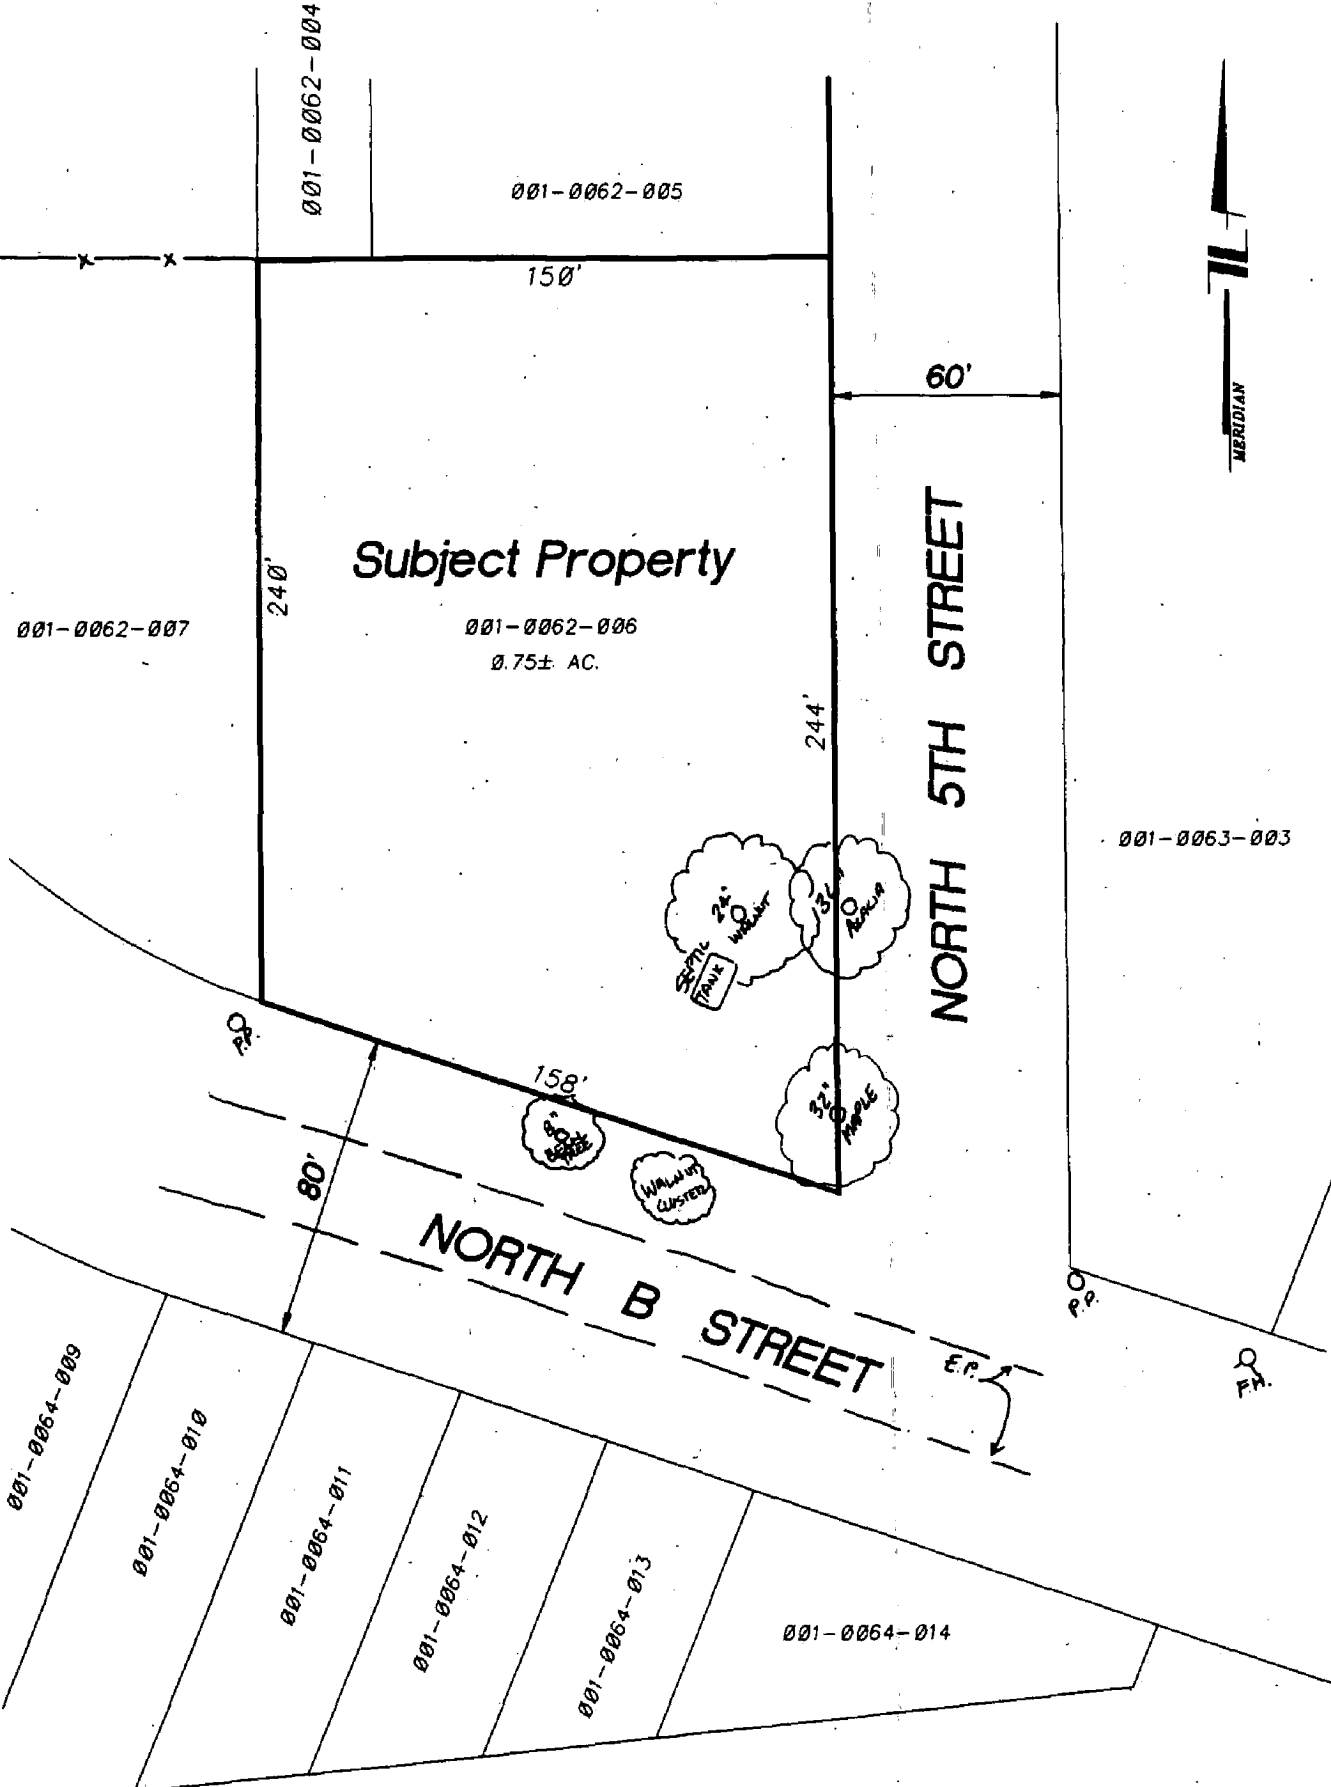 001-0062-004
001-0062-005
150'
60'
MERIDIAN
240'
Subject Property
001-0062-006
0.75± AC.
001-0062-007
244'
NORTH 5TH STREET
001-0063-003
24"
WALNUT
ACACIA
SEPTIC
TANK
P.P.
158'
8"
BEAN
TREE
WALNUT
CLUSTER
32"
MAPLE
80'
NORTH B STREET
E.P.
P.P.
F.H.
001-0064-009
001-0064-010
001-0064-011
001-0064-012
001-0064-013
001-0064-014